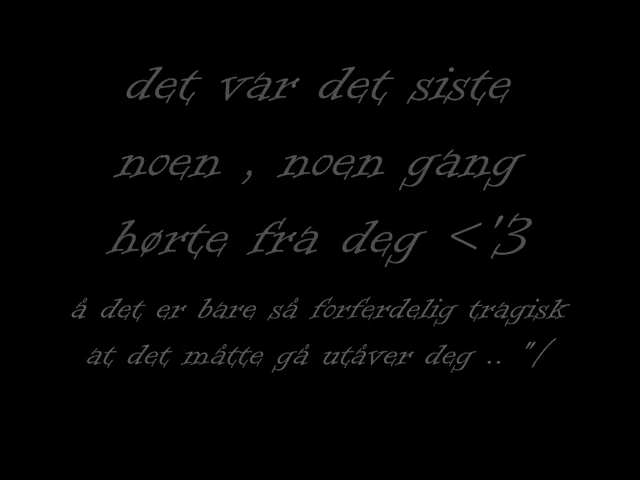 det var det siste
noen , noen gang
hørte fra deg <'3
å det er bare så forferdelig tragisk
at det måtte gå utåver deg .. "/